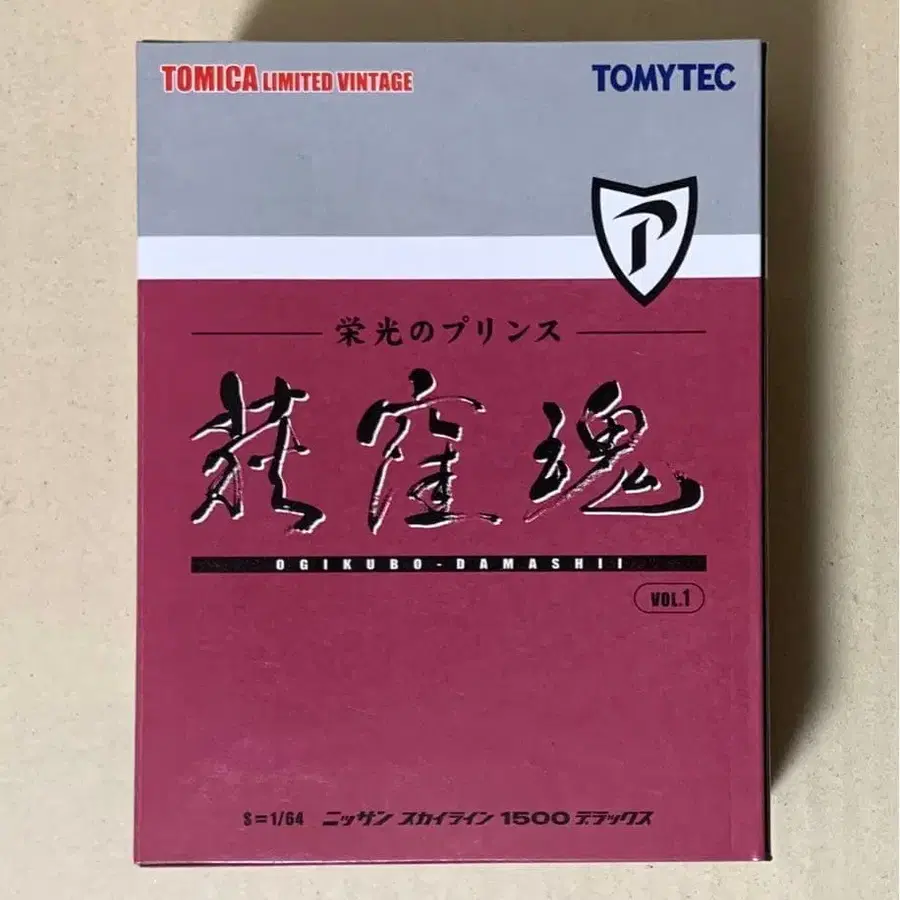 TOMICA LIMITED VINTAGE
TOMYTEC
P
栄光のプリンス
荻窪魂
OGIKUBO-DAMASHII
VOL.1
S=1/64 ニッサン スカイライン 1500 デラックス